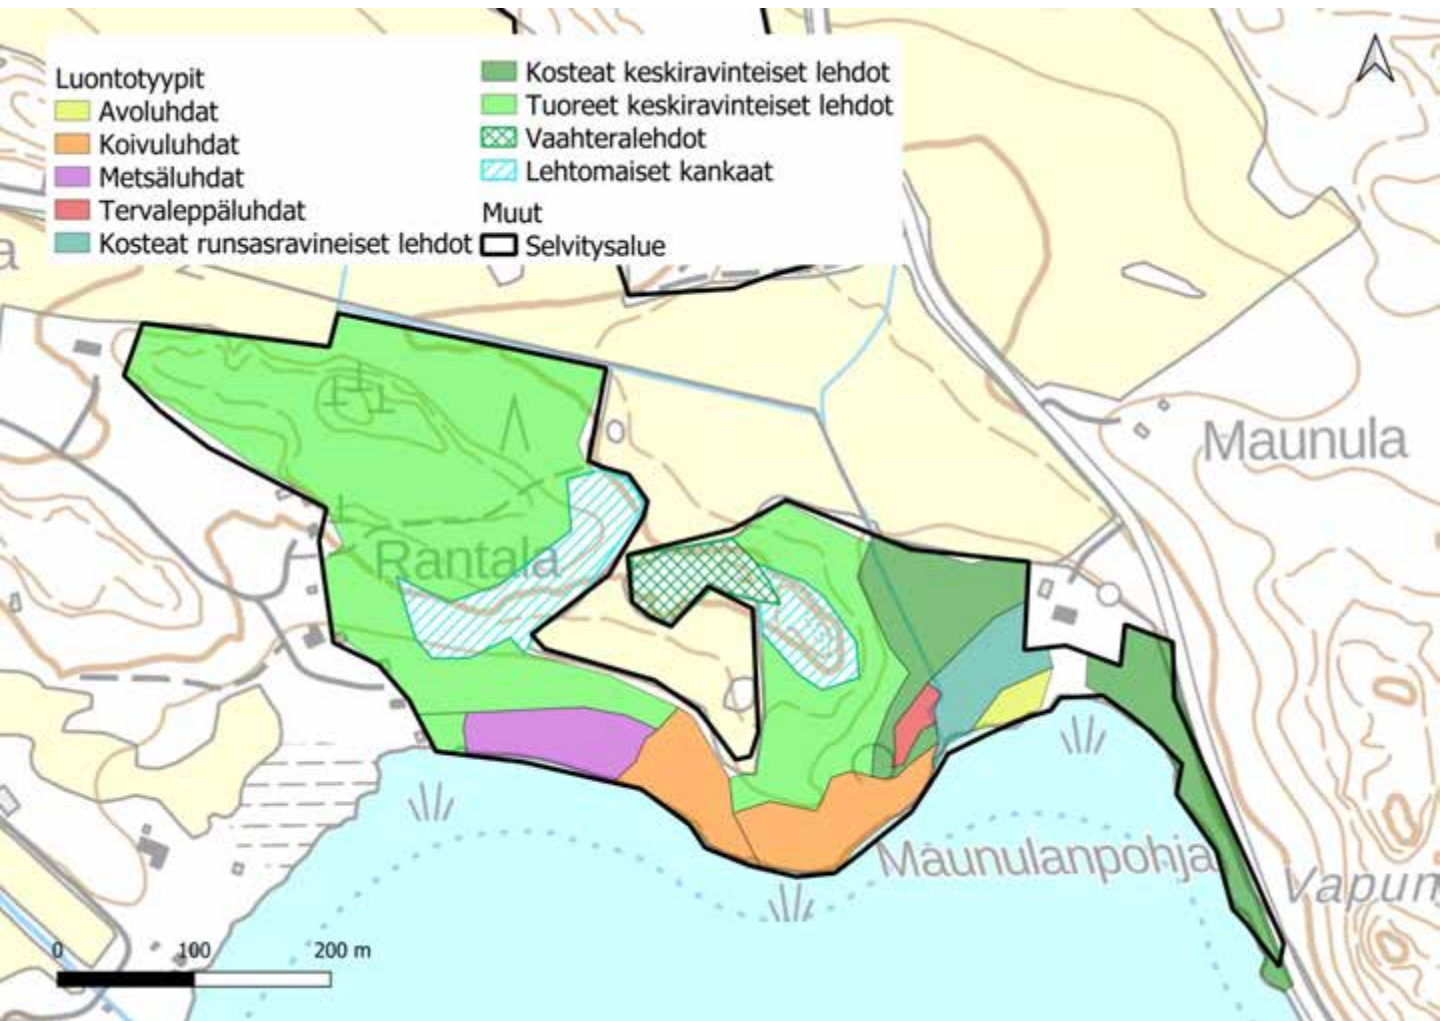 Luontotyypit
Avoluhdat
Koivuluhdat
Metsäluhdat
Tervaleppäluhdat
Kosteat runsasravineiset lehdot
Kosteat keskiravinteiset lehdot
Tuoreet keskiravinteiset lehdot
Vaahteralehdot
Lehtomaiset kankaat
Muut
Selvitysalue
a
Maunula
Rantala
Maunulanpohja
Vapun
0 100 200 m